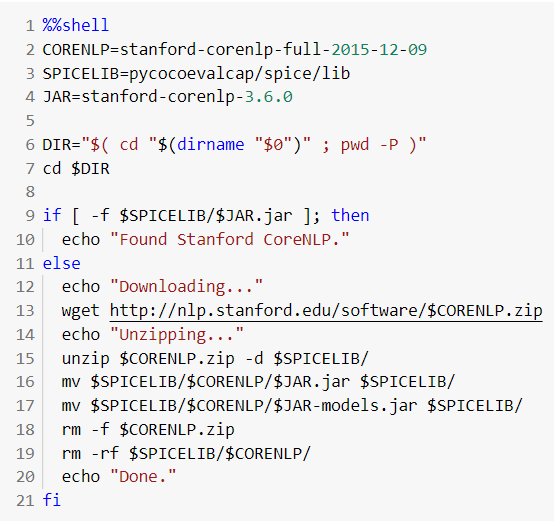 1 %%shell
2 CORENLP=stanford-corenlp-full-2015-12-09
3 SPICELIB=pycocoevalcap/spice/lib
4 JAR=stanford-corenlp-3.6.0
5
6 DIR="$( cd "$(dirname "$0")" ; pwd -P )"
7 cd $DIR
8
9 if [ -f $SPICELIB/$JAR.jar ]; then
10   echo "Found Stanford CoreNLP."
11 else
12   echo "Downloading..."
13   wget http://nlp.stanford.edu/software/$CORENLP.zip
14   echo "Unzipping..."
15   unzip $CORENLP.zip -d $SPICELIB/
16   mv $SPICELIB/$CORENLP/$JAR.jar $SPICELIB/
17   mv $SPICELIB/$CORENLP/$JAR-models.jar $SPICELIB/
18   rm -f $CORENLP.zip
19   rm -rf $SPICELIB/$CORENLP/
20   echo "Done."
21 fi